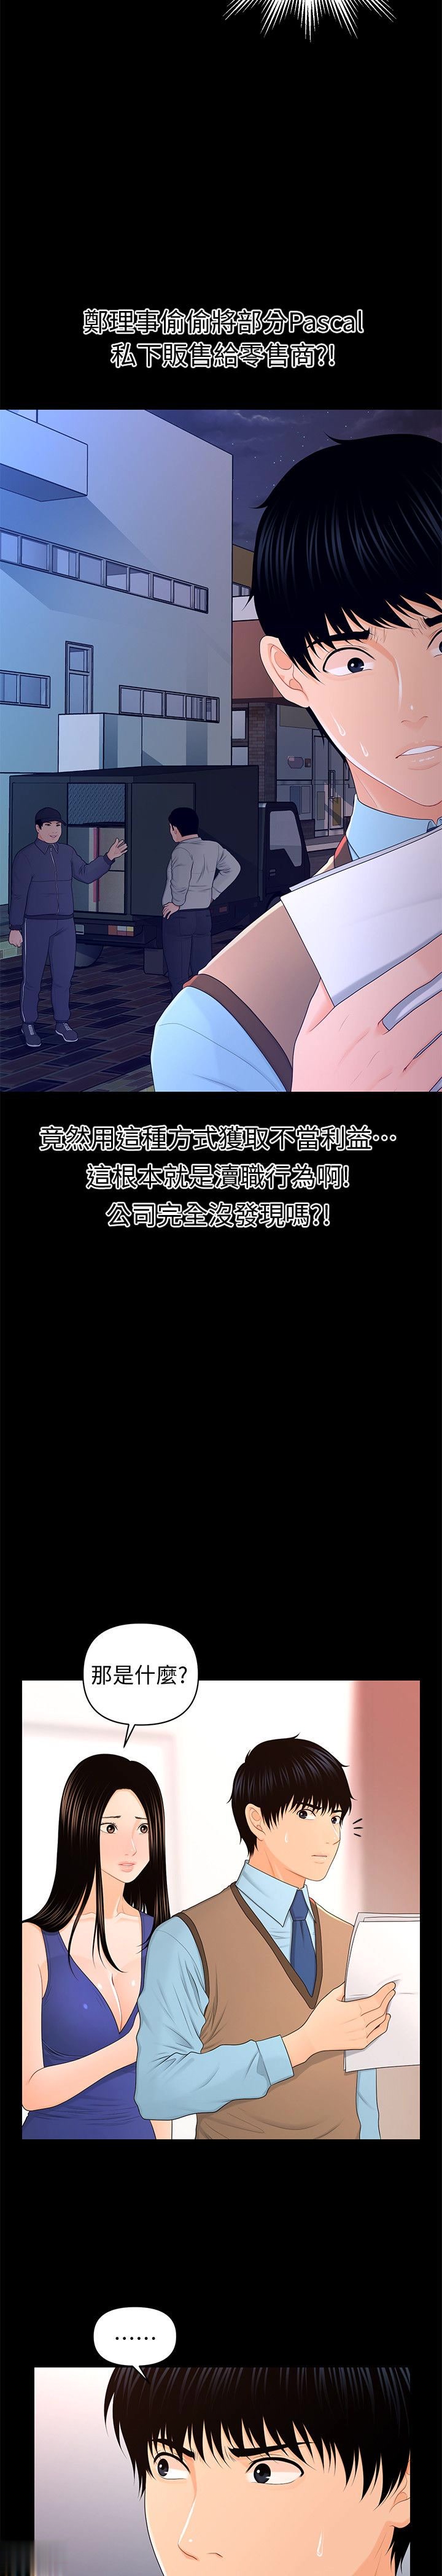 鄭理事偷偷將部分Pascal
私下販售給零售商?!
竟然用這種方式獲取不當利益…
這根本就是瀆職行為啊!
公司完全沒發現嗎?!
那是什麼?
……